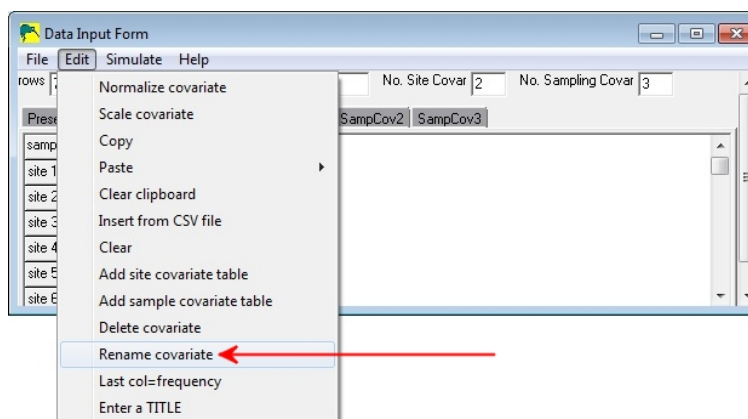 Data Input Form
File Edit Simulate Help
rows 7 No. Site Covar 2 No. Sampling Covar 3
SampCov2 SampCov3
site 1
site 2
site 3
site 4
site 5
site 6
Normalize covariate
Scale covariate
Copy
Paste
Clear clipboard
Insert from CSV file
Clear
Add site covariate table
Add sample covariate table
Delete covariate
Rename covariate
Last col=frequency
Enter a TITLE